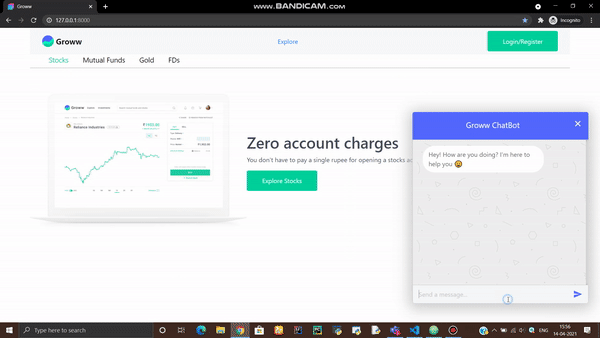 www.BANDICAM.com
Groww
127.0.0.1:8000
Incognito
Groww
Explore
Login/Register
Stocks
Mutual Funds
Gold
FDs
Groww
Reliance Industries
Zero account charges
You don't have to pay a single rupee for opening a stocks
Explore Stocks
Groww ChatBot
Hey! How are you doing? I'm here to
help you 😀
Send a message...
Type here to search
ENG
15:56
14-04-2021